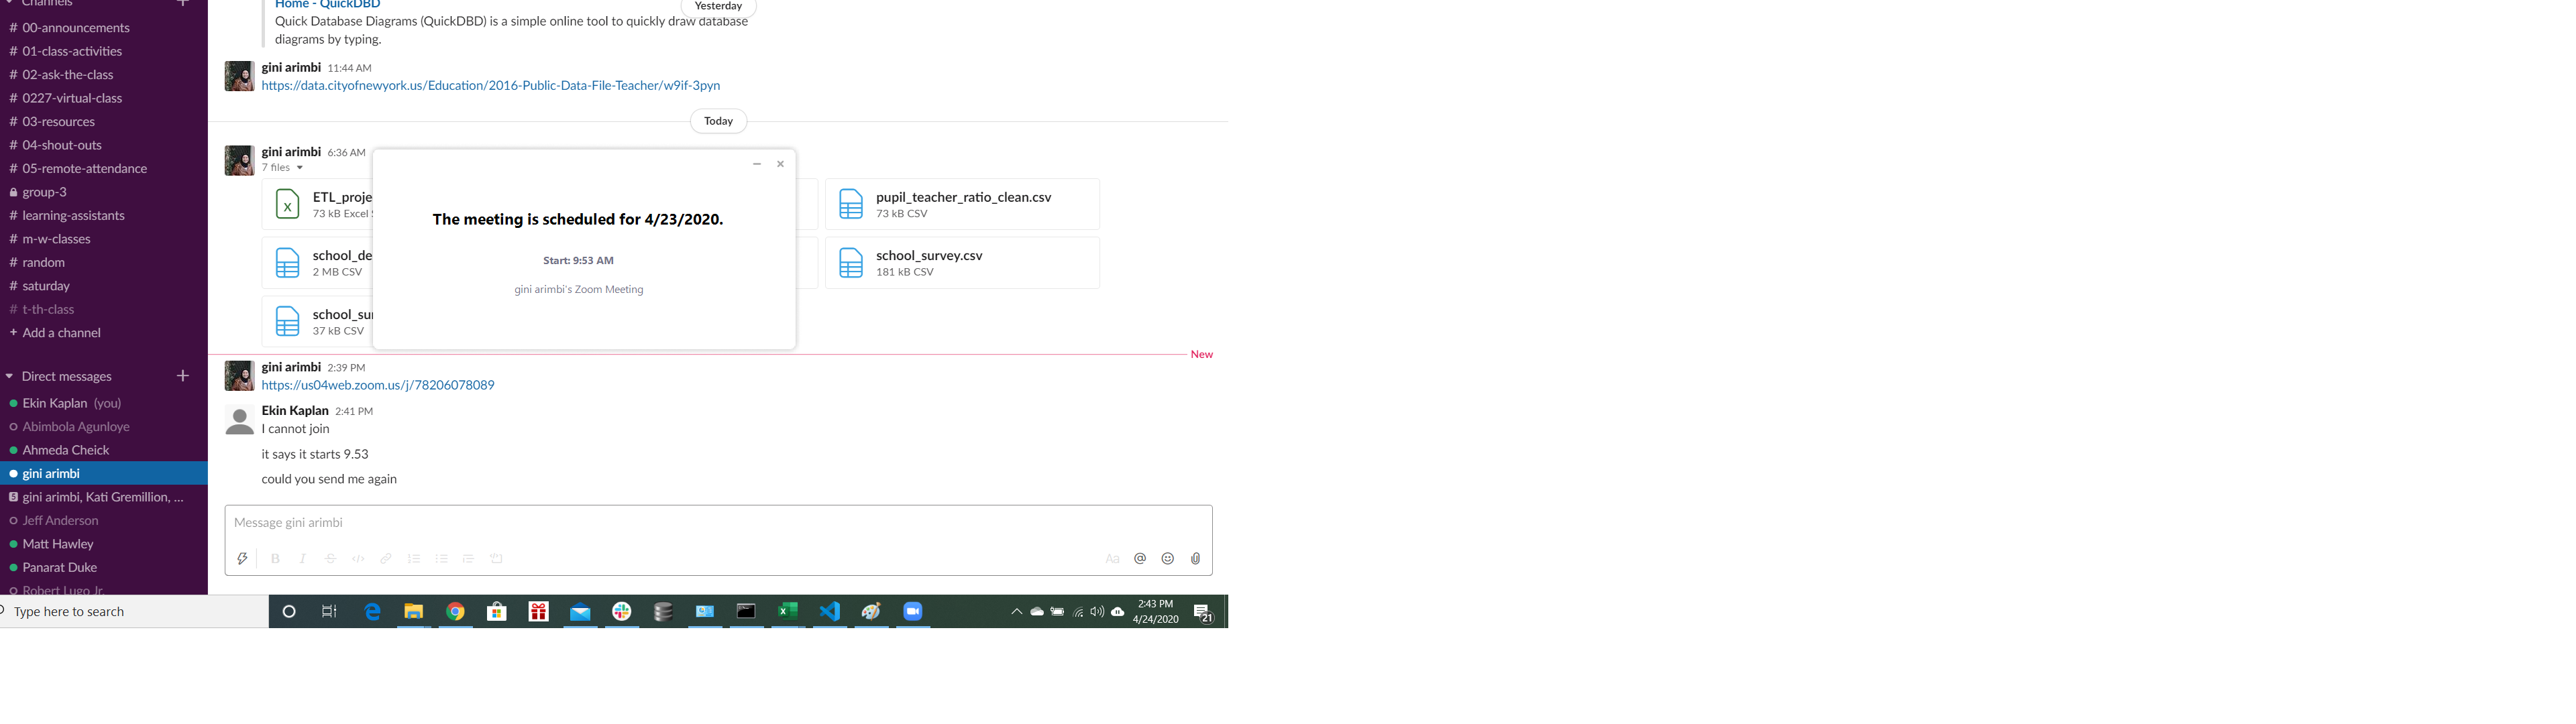 Channels
# 00-announcements
# 01-class-activities
# 02-ask-the-class
# 0227-virtual-class
# 03-resources
# 04-shout-outs
# 05-remote-attendance
group-3
# learning-assistants
# m-w-classes
# random
# saturday
# t-th-class
+ Add a channel
Direct messages
Ekin Kaplan (you)
Abimbola Agunloye
Ahmeda Cheick
gini arimbi
5 gini arimbi, Kati Gremillion, ...
Jeff Anderson
Matt Hawley
Panarat Duke
Robert Lugo Jr.
Yesterday
Home - QuickDBD
Quick Database Diagrams (QuickDBD) is a simple online tool to quickly draw database
diagrams by typing.
gini arimbi 11:44 AM
https://data.cityofnewyork.us/Education/2016-Public-Data-File-Teacher/w9if-3pyn
Today
gini arimbi 6:36 AM
7 files
ETL_proje
73 kB Excel
pupil_teacher_ratio_clean.csv
73 kB CSV
school_de
2 MB CSV
school_survey.csv
181 kB CSV
school_su
37 kB CSV
The meeting is scheduled for 4/23/2020.
Start: 9:53 AM
gini arimbi's Zoom Meeting
New
gini arimbi 2:39 PM
https://us04web.zoom.us/j/78206078089
Ekin Kaplan 2:41 PM
I cannot join
it says it starts 9.53
could you send me again
Message gini arimbi
B I S </> Aa @
Type here to search
2:43 PM
4/24/2020
21